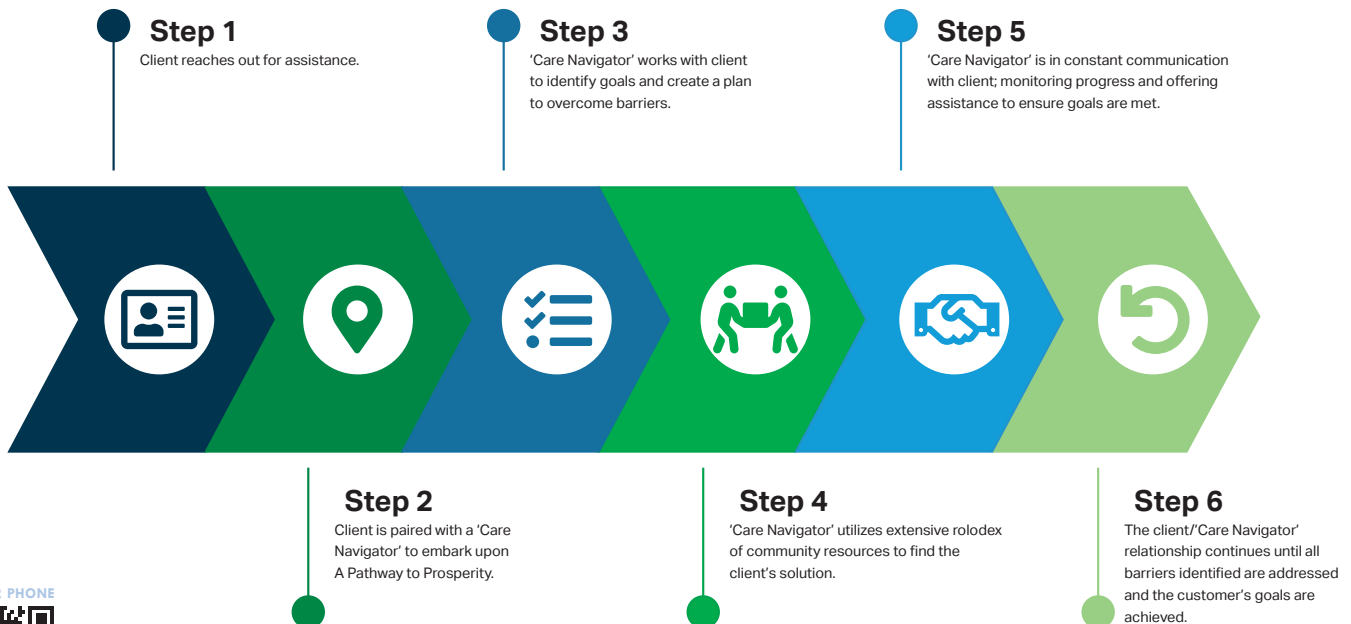 Step 1
Client reaches out for assistance.
Step 3
‘Care Navigator’ works with client
to identify goals and create a plan
to overcome barriers.
Step 5
‘Care Navigator’ is in constant communication
with client; monitoring progress and offering
assistance to ensure goals are met.
Step 2
Client is paired with a ‘Care
Navigator’ to embark upon
A Pathway to Prosperity.
Step 4
‘Care Navigator’ utilizes extensive rolodex
of community resources to find the
client’s solution.
Step 6
The client/‘Care Navigator’
relationship continues until all
barriers identified are addressed
and the customer’s goals are
achieved.
PHONE